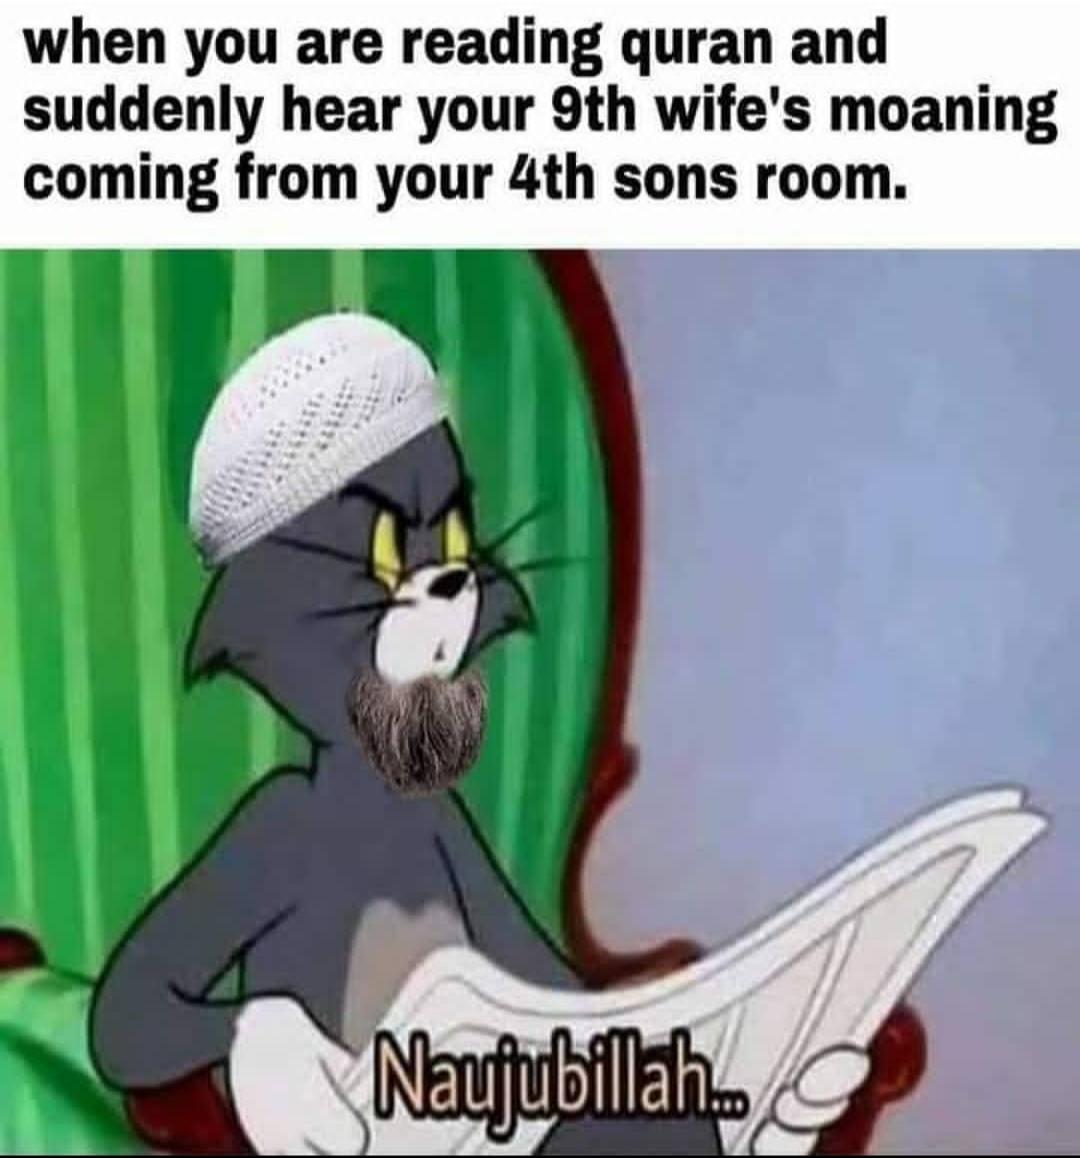 when you are reading quran and
suddenly hear your 9th wife's moaning
coming from your 4th sons room.
Naujubillah...